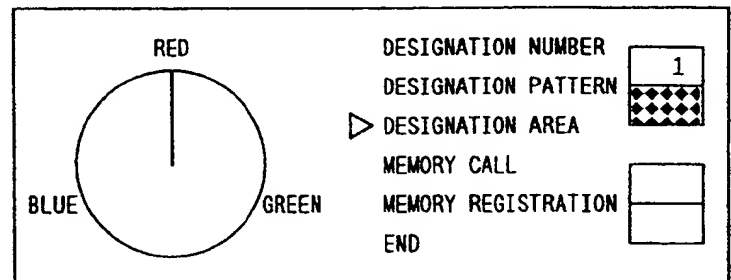 RED
BLUE
GREEN
DESIGNATION NUMBER
1
DESIGNATION PATTERN
DESIGNATION AREA
MEMORY CALL
MEMORY REGISTRATION
END